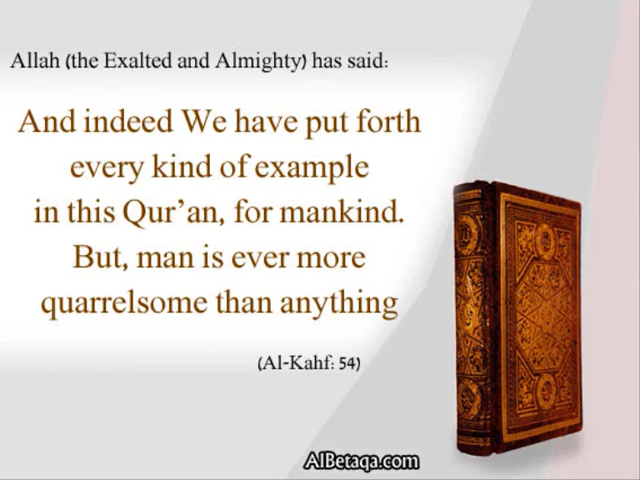 Allah (the Exalted and Almighty) has said:
And indeed We have put forth
every kind of example
in this Qur'an, for mankind.
But, man is ever more
quarrelsome than anything
(Al-Kahf: 54)
AlBetaqa.com